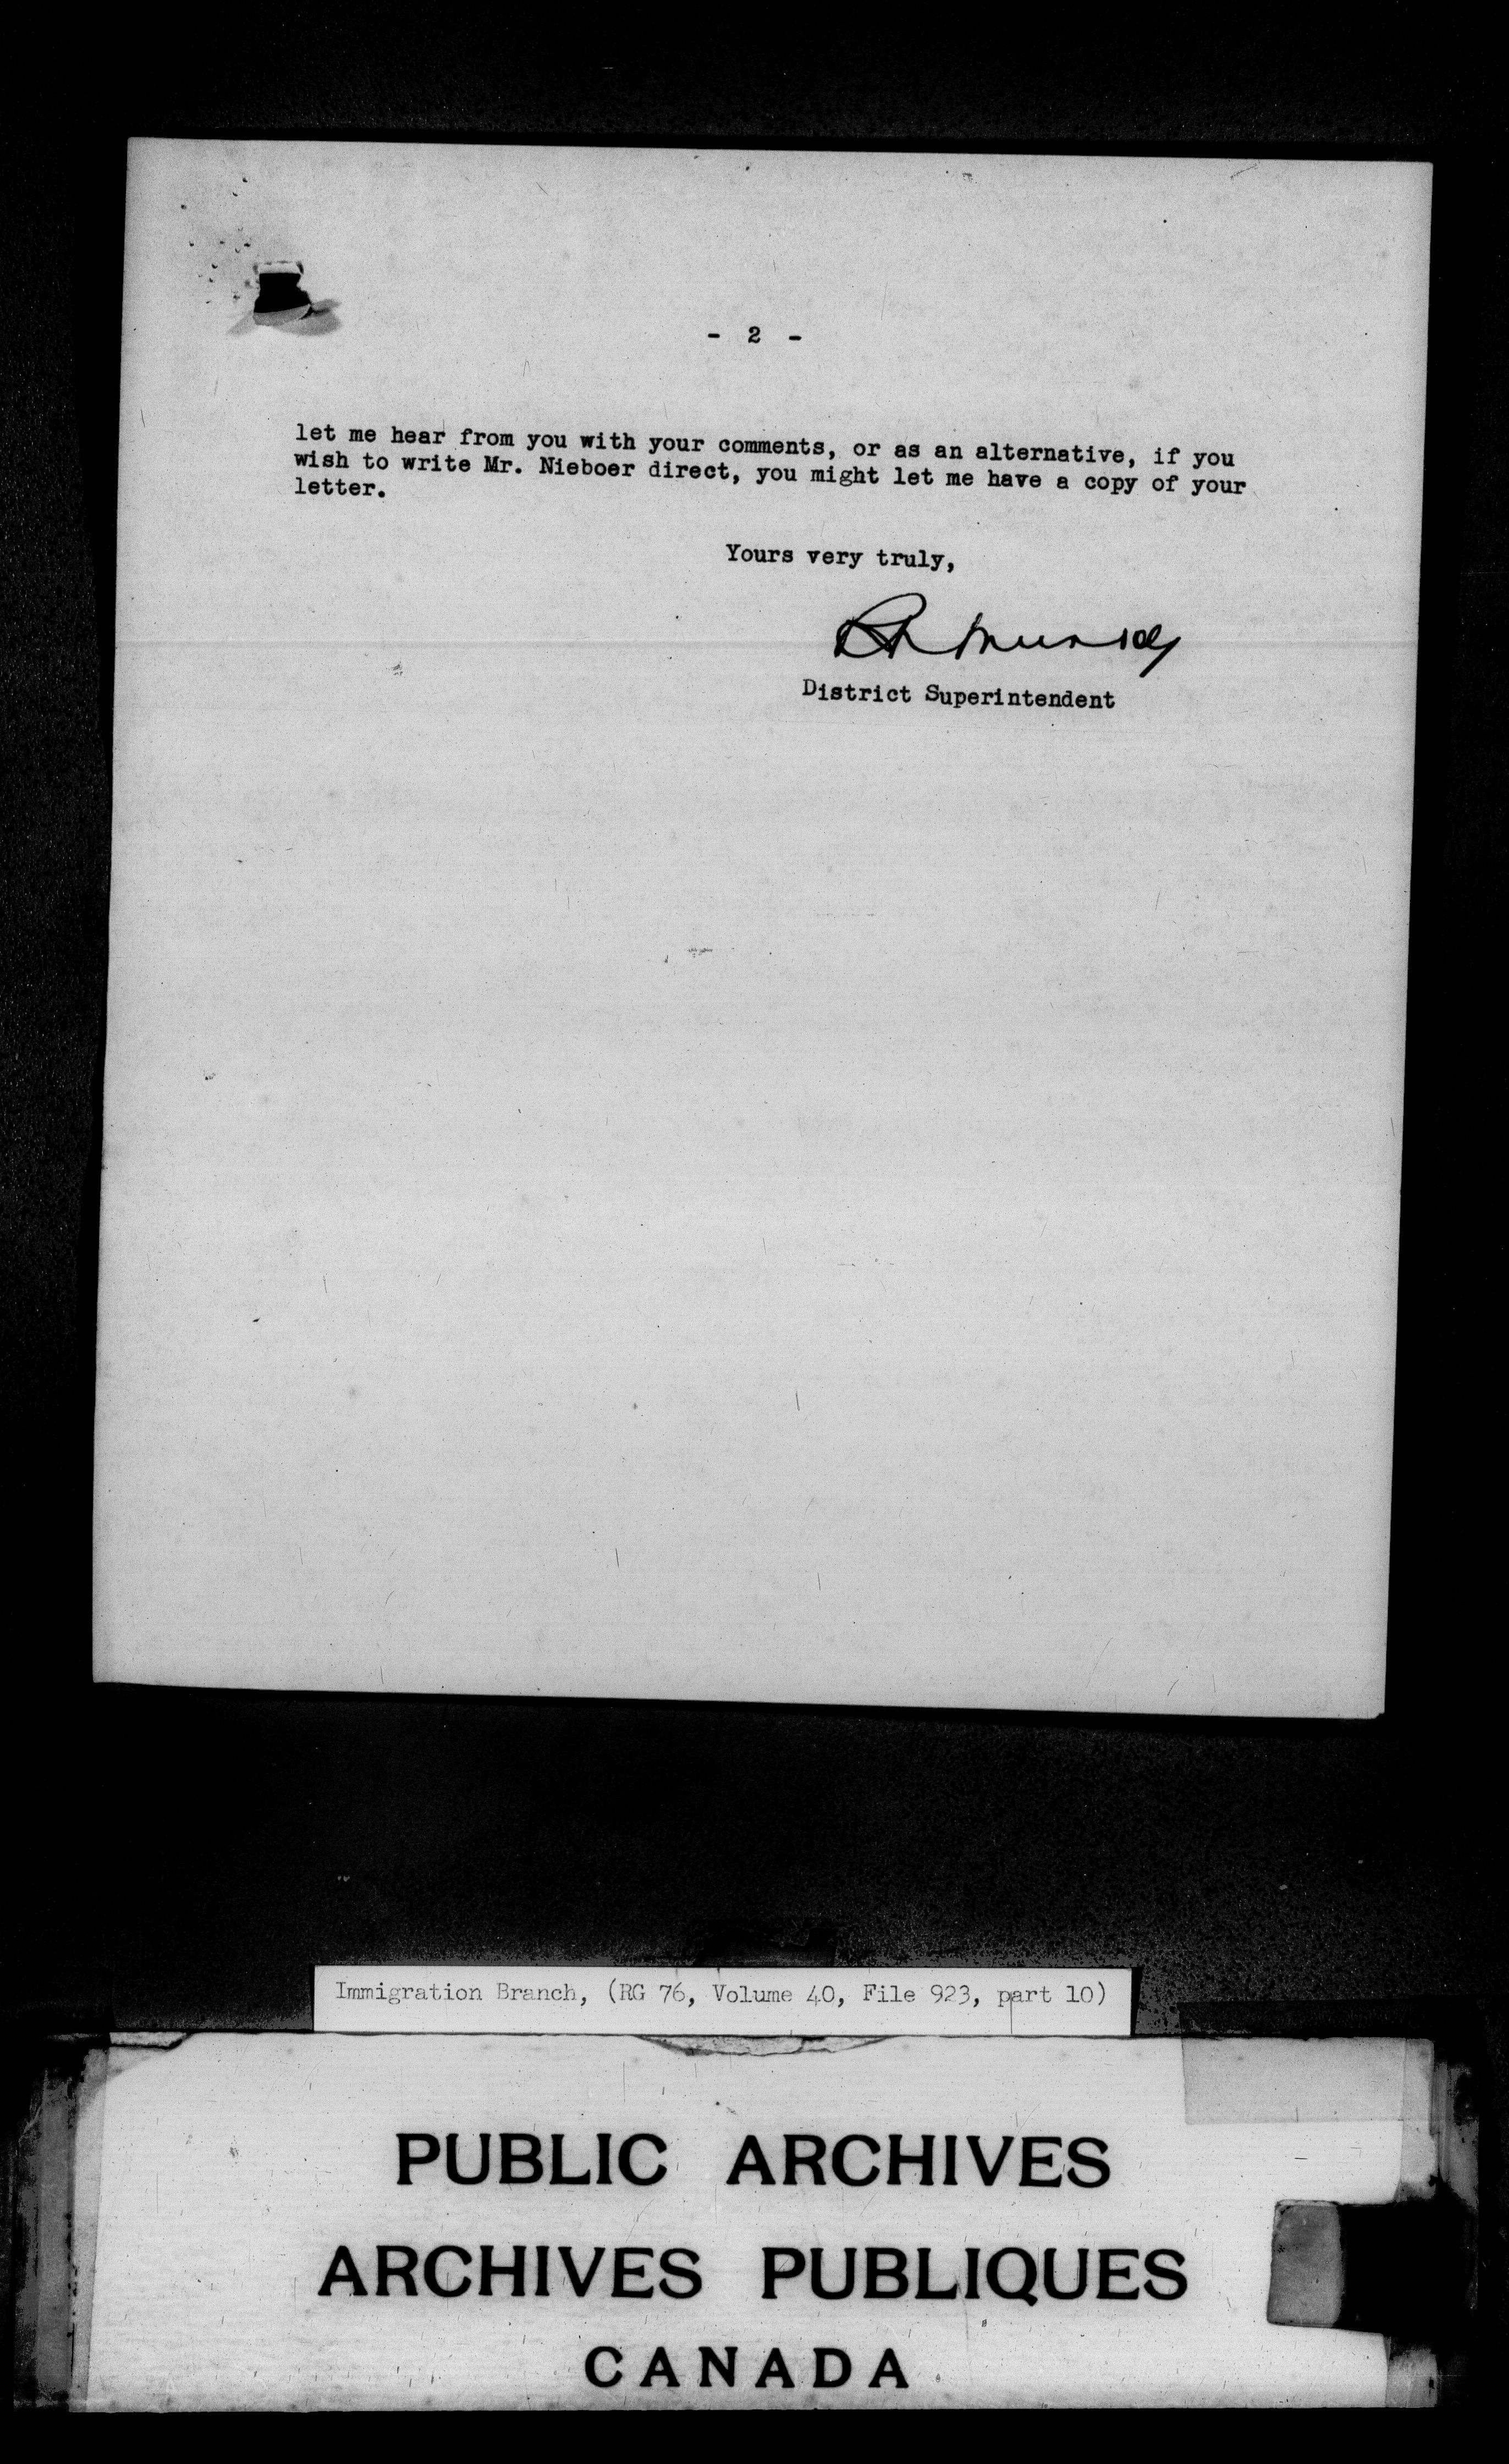 - 2 -
let me hear from you with your comments, or as an alternative, if you
wish to write Mr. Nieboer direct, you might let me have a copy of your
letter.
Yours very truly,
District Superintendent
Immigration Branch, (RG 76, Volume 40, File 923, part 10)
PUBLIC ARCHIVES
ARCHIVES PUBLIQUES
CANADA